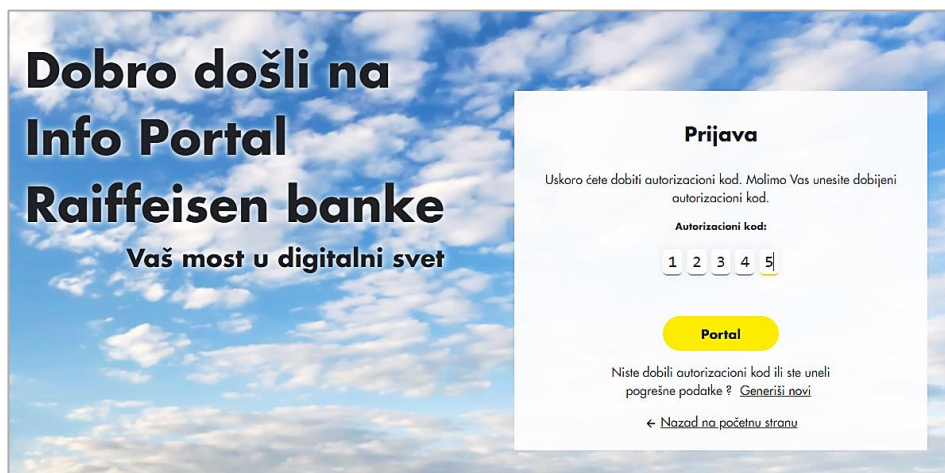 Dobro došli na
Info Portal
Raiffeisen banke
Vaš most u digitalni svet
Prijava
Uskoro ćete dobiti autorizacioni kod. Molimo Vas unesite dobijeni
autorizacioni kod.
Autorizacioni kod:
1 2 3 4 5
Portal
Niste dobili autorizacioni kod ili ste uneli
pogrešne podatke ? Generiši novi
← Nazad na početnu stranu